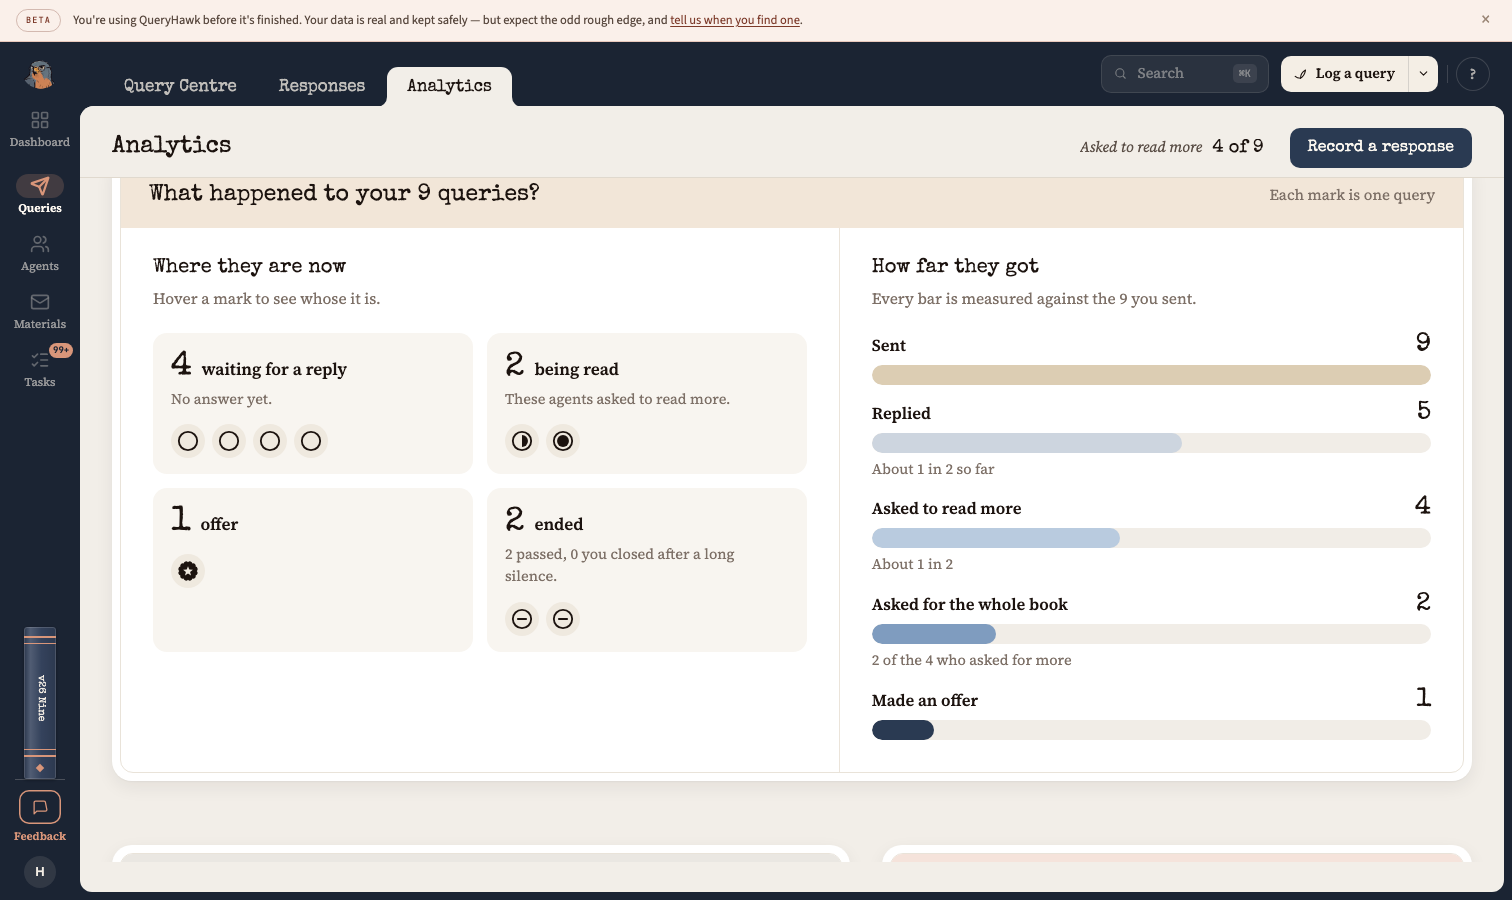 BETA You're using QueryHawk before it's finished. Your data is real and kept safely — but expect the odd rough edge, and tell us when you find one. ×
Query Centre Responses Analytics Search ⌘K Log a query ?
Dashboard
Queries
Agents
Materials
99+
Tasks
v26 Nine
Feedback
H
Analytics Asked to read more 4 of 9 Record a response
What happened to your 9 queries? Each mark is one query
Where they are now
Hover a mark to see whose it is.
4 waiting for a reply
No answer yet.
2 being read
These agents asked to read more.
1 offer
2 ended
2 passed, 0 you closed after a long
silence.
How far they got
Every bar is measured against the 9 you sent.
Sent 9
Replied 5
About 1 in 2 so far
Asked to read more 4
About 1 in 2
Asked for the whole book 2
2 of the 4 who asked for more
Made an offer 1